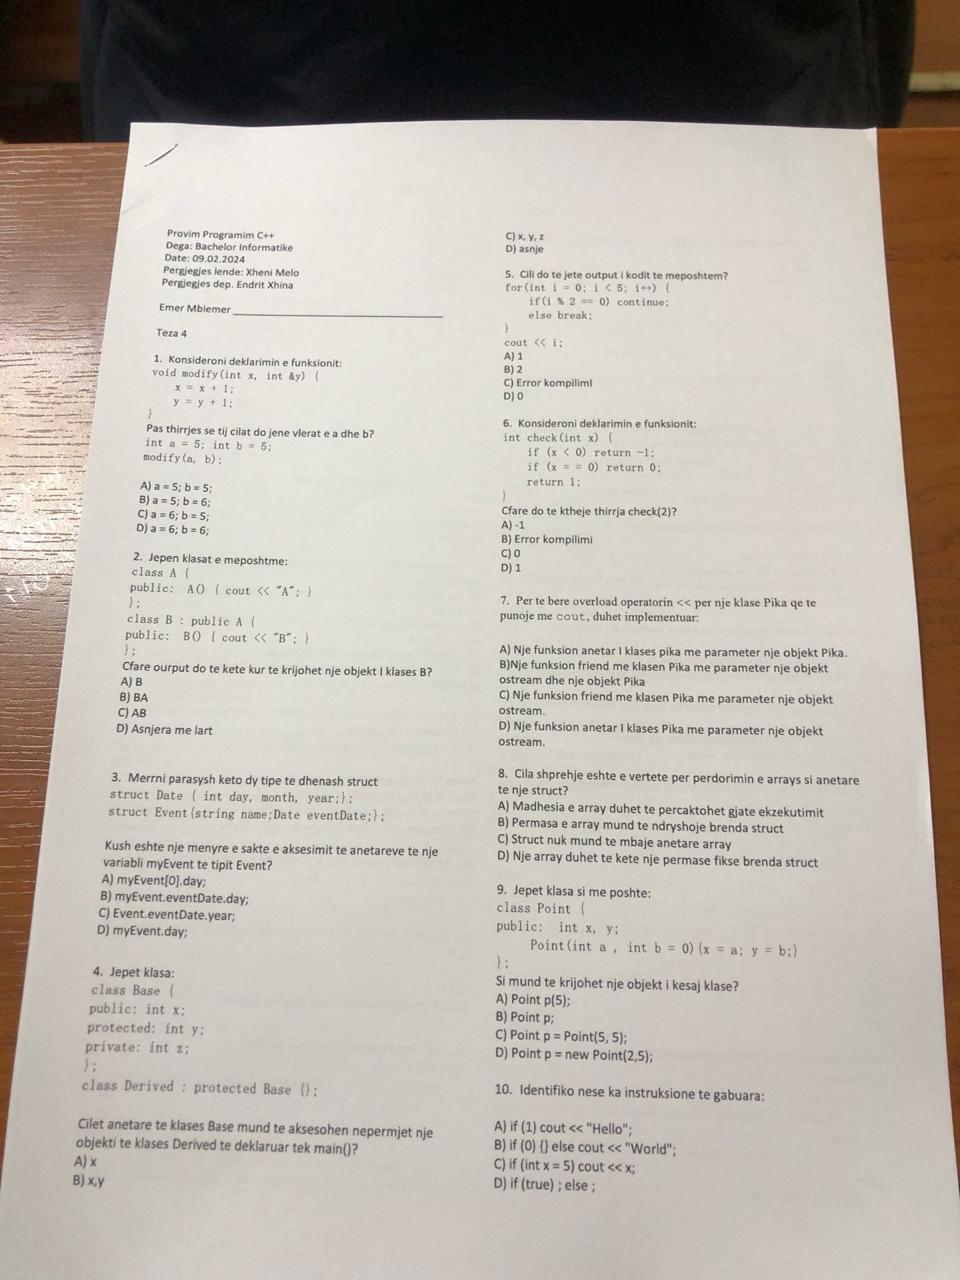 Provim Programim C++
Dega: Bachelor Informatike
Date: 09.02.2024
Pergjegjes lende: Xheni Melo
Pergjegjes dep. Endrit Xhina
Emer Mbiemer
Teza 4
1. Konsideroni deklarimin e funksionit:
void modify(int x, int &y) {
x = x + 1;
y = y + 1;
}
Pas thirrjes se tij cilat do jene vlerat e a dhe b?
int a = 5; int b = 5;
modify(a, b);
A) a = 5; b = 5;
B) a = 5; b = 6;
C) a = 6; b = 5;
D) a = 6; b = 6;
2. Jepen klasat e meposhtme:
class A {
public: A() { cout << "A"; }
};
class B : public A {
public: B() { cout << "B"; }
};
Cfare ourput do te kete kur te krijohet nje objekt I klases B?
A) B
B) BA
C) AB
D) Asnjera me lart
3. Merrni parasysh keto dy tipe te dhenash struct
struct Date { int day, month, year;};
struct Event{string name;Date eventDate;};
Kush eshte nje menyre e sakte e aksesimit te anetareve te nje
variabli myEvent te tipit Event?
A) myEvent[0].day;
B) myEvent.eventDate.day;
C) Event.eventDate.year;
D) myEvent.day;
4. Jepet klasa:
class Base {
public: int x;
protected: int y;
private: int z;
};
class Derived : protected Base {};
Cilet anetare te klases Base mund te aksesohen nepermjet nje
objekti te klases Derived te deklaruar tek main()?
A) x
B) x,y
C) x, y, z
D) asnje
5. Cili do te jete output i kodit te meposhtem?
for(int i = 0; i < 5; i++) {
if(i % 2 == 0) continue;
else break;
}
cout << i;
A) 1
B) 2
C) Error kompilimI
D) 0
6. Konsideroni deklarimin e funksionit:
int check(int x) {
if (x < 0) return -1;
if (x = = 0) return 0;
return 1;
}
Cfare do te ktheje thirrja check(2)?
A) -1
B) Error kompilimi
C) 0
D) 1
7. Per te bere overload operatorin << per nje klase Pika qe te
punoje me cout, duhet implementuar:
A) Nje funksion anetar I klases pika me parameter nje objekt Pika.
B)Nje funksion friend me klasen Pika me parameter nje objekt
ostream dhe nje objekt Pika
C) Nje funksion friend me klasen Pika me parameter nje objekt
ostream.
D) Nje funksion anetar I klases Pika me parameter nje objekt
ostream.
8. Cila shprehje eshte e vertete per perdorimin e arrays si anetare
te nje struct?
A) Madhesia e array duhet te percaktohet gjate ekzekutimit
B) Permasa e array mund te ndryshoje brenda struct
C) Struct nuk mund te mbaje anetare array
D) Nje array duhet te kete nje permase fikse brenda struct
9. Jepet klasa si me poshte:
class Point {
public: int x, y;
Point(int a , int b = 0) {x = a; y = b;}
};
Si mund te krijohet nje objekt i kesaj klase?
A) Point p(5);
B) Point p;
C) Point p = Point(5, 5);
D) Point p = new Point(2,5);
10. Identifiko nese ka instruksione te gabuara:
A) if (1) cout << "Hello";
B) if (0) {} else cout << "World";
C) if (int x = 5) cout << x;
D) if (true) ; else ;